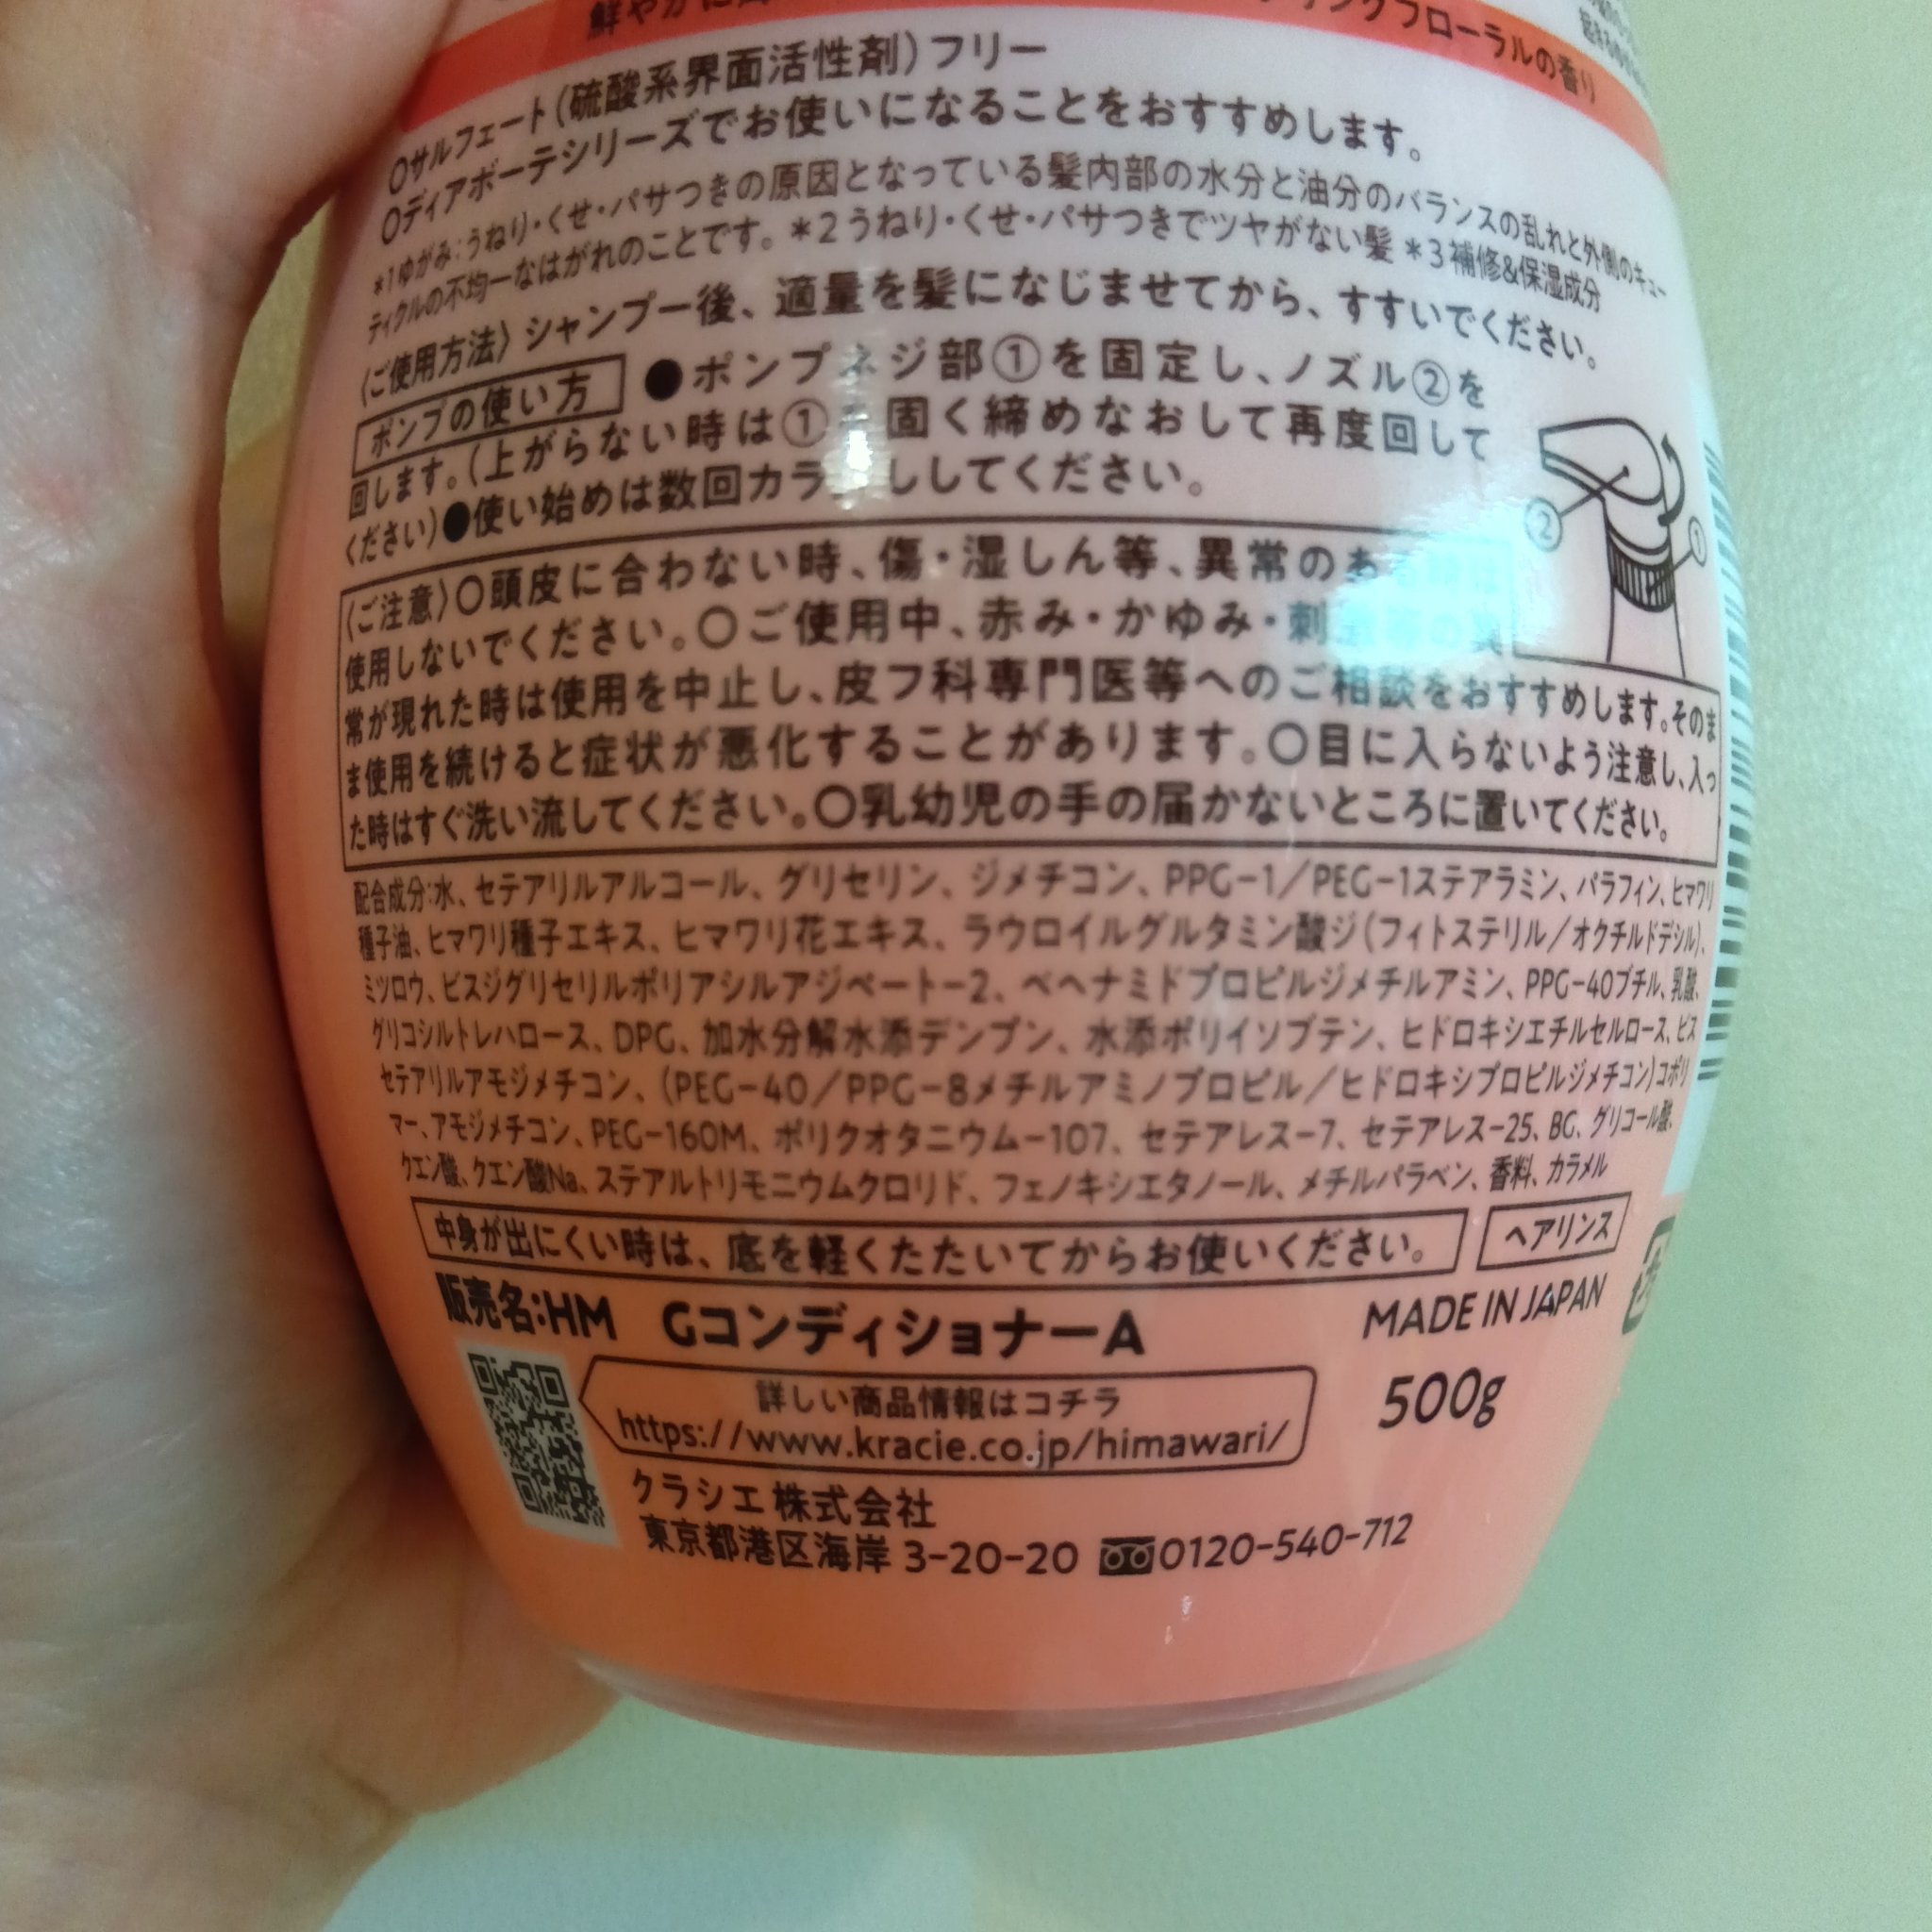 ングフローラルの香り
〇サルフェート(硫酸系界面活性剤)フリー
〇ディアボーテシリーズでお使いになることをおすすめします。
*1ゆがみ:うねり・くせ・パサつきの原因となっている髪内部の水分と油分のバランスの乱れと外側のキュー
ティクルの不均一なはがれのことです。*2うねり・くせ・パサつきでツヤがない髪 *3補修&保湿成分
〈ご使用方法〉シャンプー後、適量を髪になじませてから、すすいでください。
ポンプの使い方 ●ポンプネジ部①を固定し、ノズル②を
回します。(上がらない時は①を固く締めなおして再度回して
ください)●使い始めは数回カラ ししてください。
② ①
〈ご注意〉〇頭皮に合わない時、傷・湿しん等、異常のある時は
使用しないでください。〇ご使用中、赤み・かゆみ・刺激等の異
常が現れた時は使用を中止し、皮フ科専門医等へのご相談をおすすめします。そのま
ま使用を続けると症状が悪化することがあります。〇目に入らないよう注意し、入っ
た時はすぐ洗い流してください。〇乳幼児の手の届かないところに置いてください。
配合成分:水、セテアリルアルコール、グリセリン、ジメチコン、PPG-1/PEG-1ステアラミン、パラフィン、ヒマワリ
種子油、ヒマワリ種子エキス、ヒマワリ花エキス、ラウロイルグルタミン酸ジ(フィトステリル/オクチルドデシル)、
ミツロウ、ビスジグリセリルポリアシルアジペート-2、ベヘナミドプロピルジメチルアミン、PPG-40ブチル、乳酸、
グリコシルトレハロース、DPG、加水分解水添デンプン、水添ポリイソブテン、ヒドロキシエチルセルロース、ビス
セテアリルアモジメチコン、(PEG-40/PPG-8メチルアミノプロピル/ヒドロキシプロピルジメチコン)コポリ
マー、アモジメチコン、PEG-160M、ポリクオタニウム-107、セテアレス-7、セテアレス-25、BG、グリコール酸、
クエン酸、クエン酸Na、ステアルトリモニウムクロリド、フェノキシエタノール、メチルパラベン、香料、カラメル
中身が出にくい時は、底を軽くたたいてからお使いください。 ヘアリンス
販売名:HM GコンディショナーA MADE IN JAPAN
詳しい商品情報はコチラ 500g
https://www.kracie.co.jp/himawari/
クラシエ株式会社
東京都港区海岸 3-20-20 0120-540-712